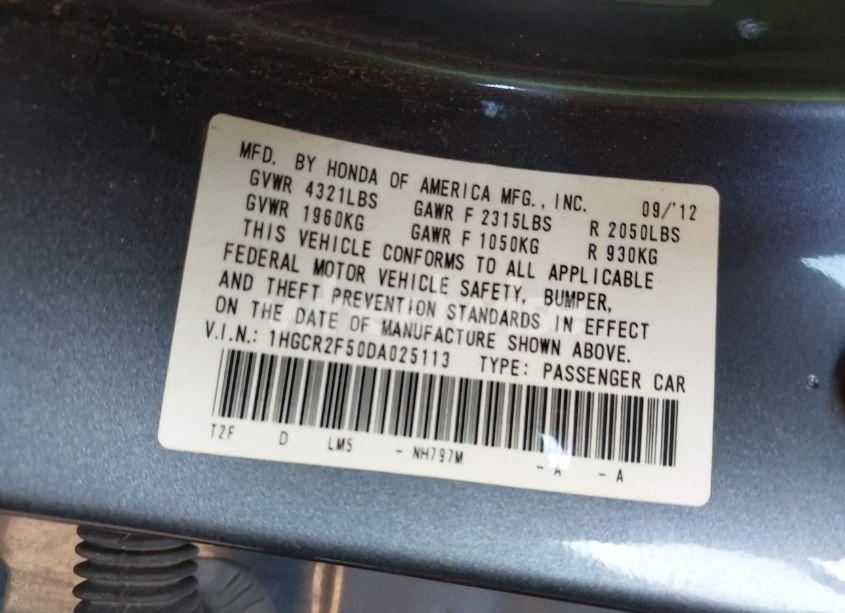 MFD. BY HONDA OF AMERICA MFG., INC. 09/'12
GVWR 4321LBS GAWR F 2315LBS R 2050LBS
GVWR 1960KG GAWR F 1050KG R 930KG
THIS VEHICLE CONFORMS TO ALL APPLICABLE
FEDERAL MOTOR VEHICLE SAFETY, BUMPER,
AND THEFT PREVENTION STANDARDS IN EFFECT
ON THE DATE OF MANUFACTURE SHOWN ABOVE.
V.I.N.: 1HGCR2F50DA025113 TYPE: PASSENGER CAR
T2F D LM5 - NH797M - A - A